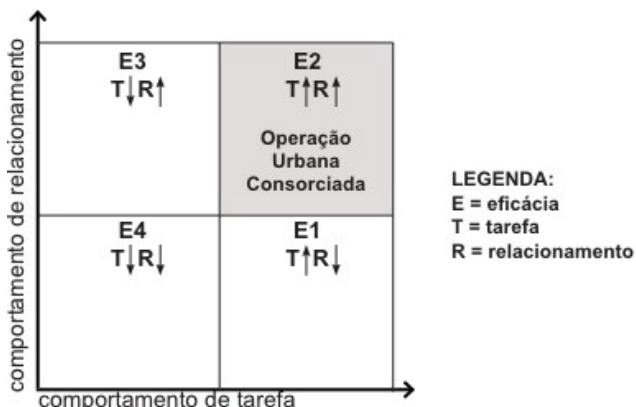 comportamento de relacionamento
E3
T↓R↑
E2
T↑R↑
Operação
Urbana
Consorciada
E4
T↓R↓
E1
T↑R↓
comportamento de tarefa
LEGENDA:
E = eficácia
T = tarefa
R = relacionamento